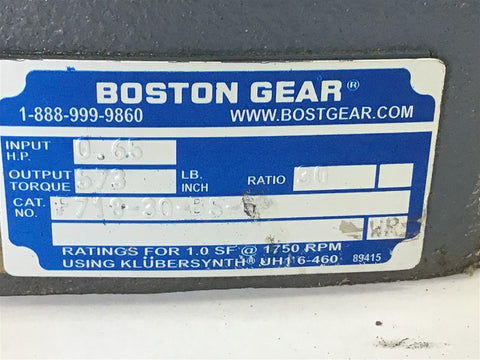 BOSTON GEAR®
1-888-999-9860 WWW.BOSTGEAR.COM
INPUT H.P. 0.66
OUTPUT TORQUE 573 LB. INCH RATIO 30
CAT. NO.
WR
RATINGS FOR 1.0 SF @ 1750 RPM
USING KLÜBERSYNTH® UH1 6-460 89415